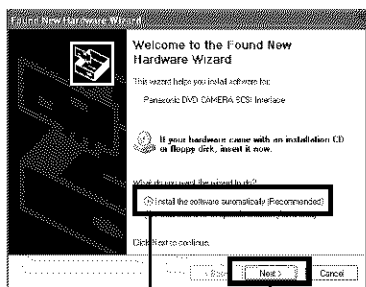 Found New Hardware Wizard
Welcome to the Found New
Hardware Wizard
This wizard helps you install software for:
Panasonic DVD CAMERA SCSI Interface
If your hardware came with an installation CD
or floppy disk, insert it now.
What do you want the wizard to do?
Install the software automatically (Recommended)
Click Next to continue.
< Back
Next >
Cancel